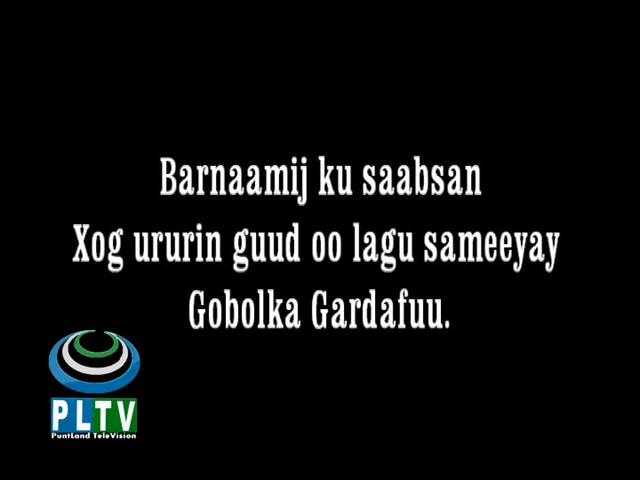 Barnaamij ku saabsan
Xog ururin guud oo lagu sameeyay
Gobolka Gardafuu.
PLTV
PuntLand TeleVision